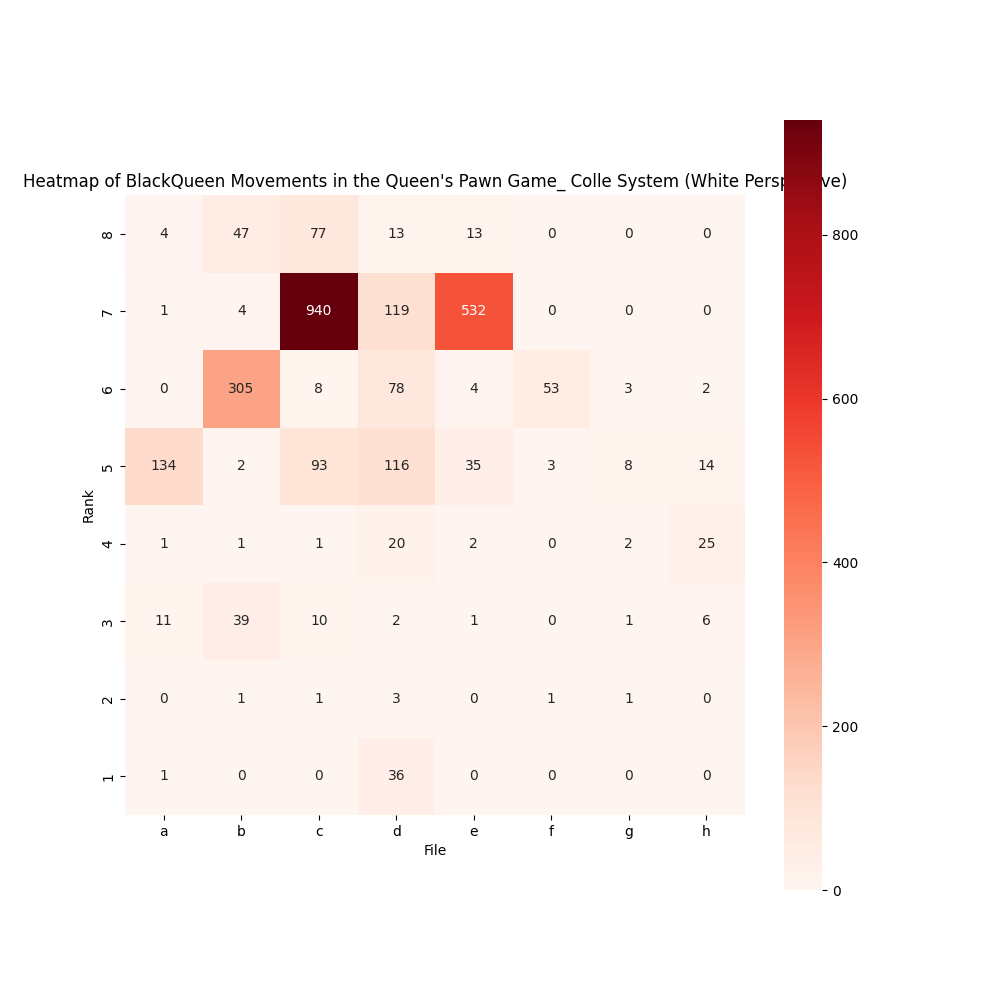 Heatmap of BlackQueen Movements in the Queen's Pawn Game_ Colle System (White Perspective)
8 4 47 77 13 13 0 0 0
7 1 4 940 119 532 0 0 0
6 0 305 8 78 4 53 3 2
5 134 2 93 116 35 3 8 14
4 1 1 1 20 2 0 2 25
3 11 39 10 2 1 0 1 6
2 0 1 1 3 0 1 1 0
1 1 0 0 36 0 0 0 0
a b c d e f g h
Rank
File
800
600
400
200
0